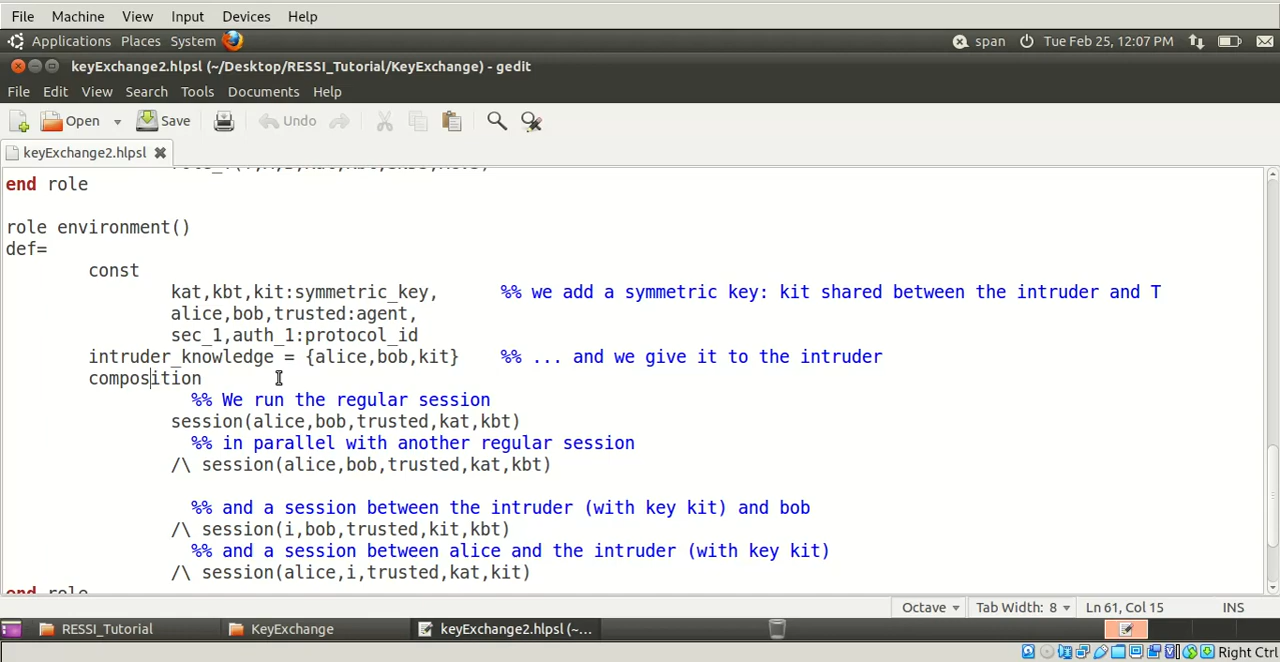 File Machine View Input Devices Help
Applications Places System span Tue Feb 25, 12:07 PM
keyExchange2.hlpsl (~/Desktop/RESSI_Tutorial/KeyExchange) - gedit
File Edit View Search Tools Documents Help
Open Save Undo
keyExchange2.hlpsl
end role
role environment()
def=
const
kat,kbt,kit:symmetric_key, %% we add a symmetric key: kit shared between the intruder and T
alice,bob,trusted:agent,
sec_1,auth_1:protocol_id
intruder_knowledge = {alice,bob,kit} %% ... and we give it to the intruder
composition
%% We run the regular session
session(alice,bob,trusted,kat,kbt)
%% in parallel with another regular session
/\ session(alice,bob,trusted,kat,kbt)
%% and a session between the intruder (with key kit) and bob
/\ session(i,bob,trusted,kit,kbt)
%% and a session between alice and the intruder (with key kit)
/\ session(alice,i,trusted,kat,kit)
end role
Octave Tab Width: 8 Ln 61, Col 15 INS
RESSI_Tutorial KeyExchange keyExchange2.hlpsl (~...
Right Ctrl